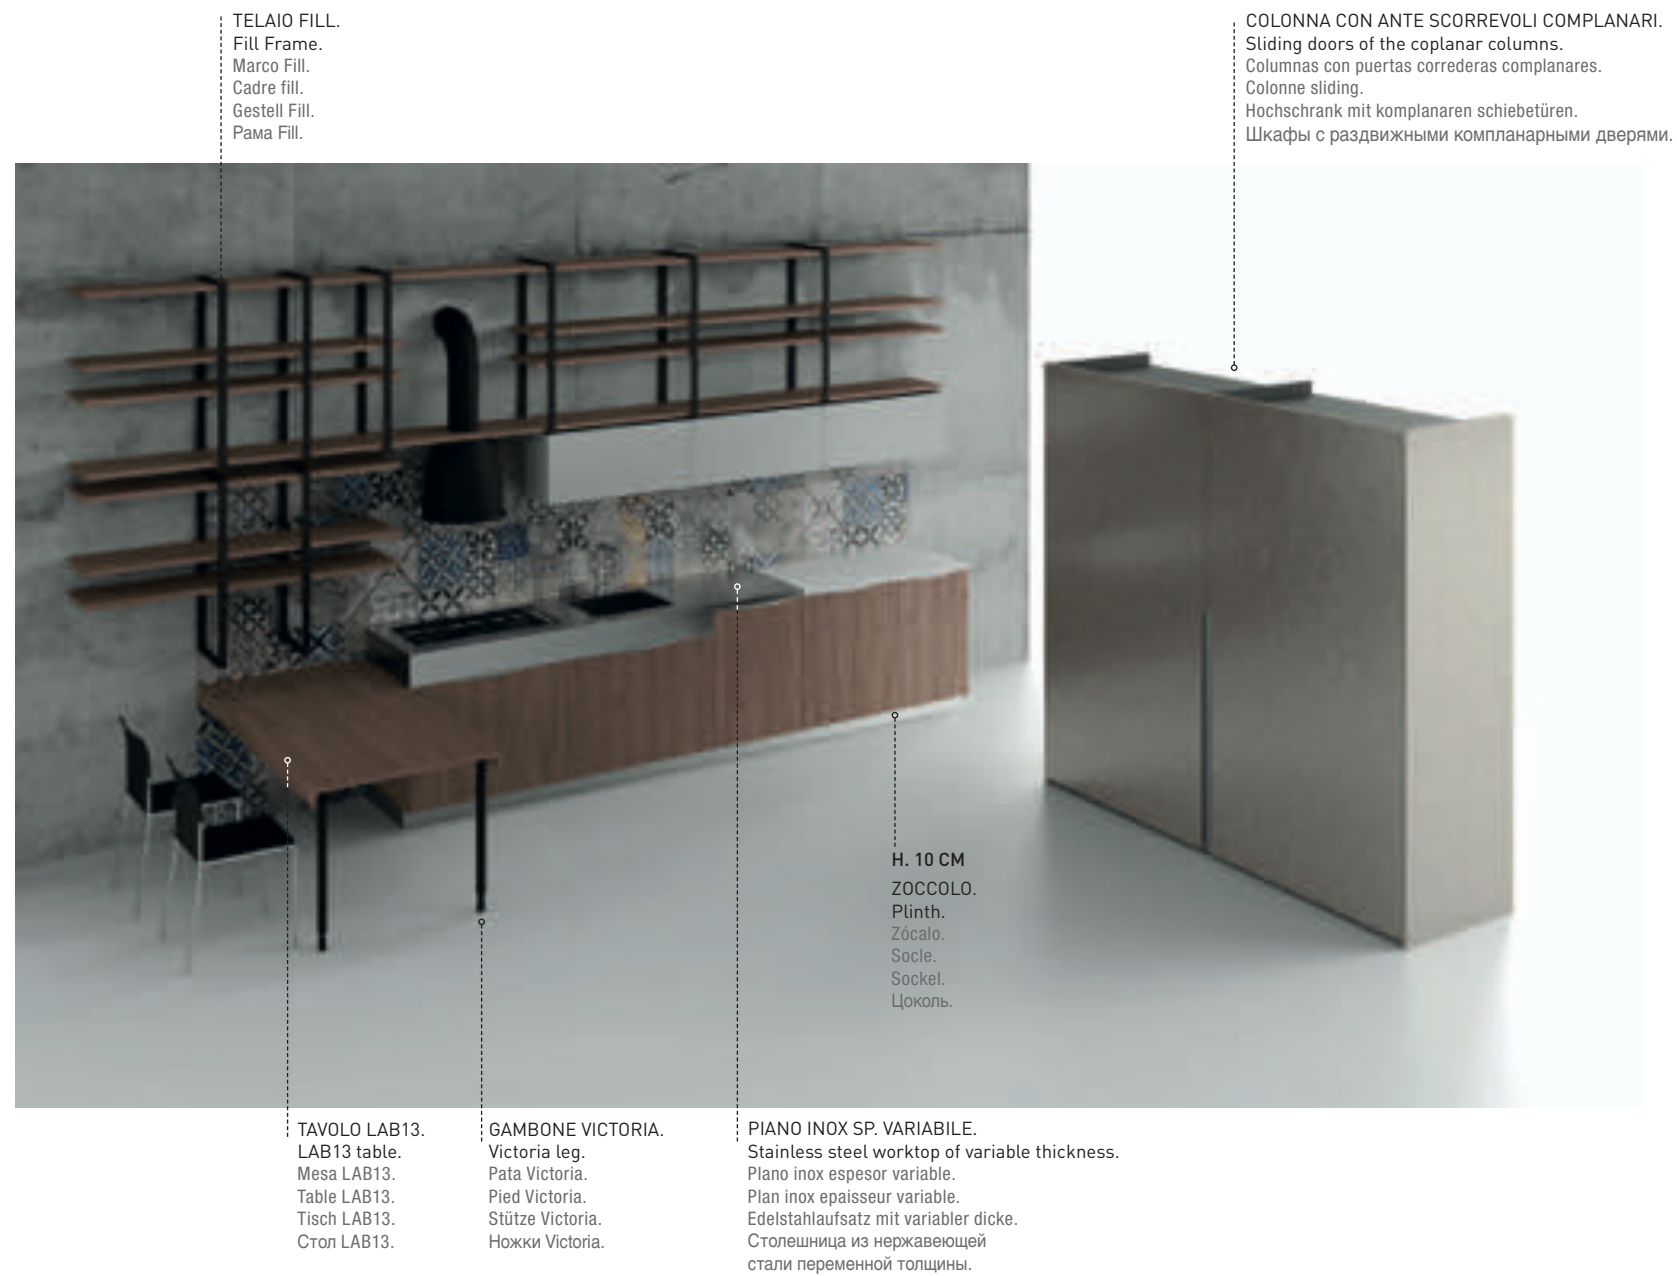 TELAIO FILL.
Fill Frame.
Marco Fill.
Cadre fill.
Gestell Fill.
Рама Fill.
COLONNA CON ANTE SCORREVOLI COMPLANARI.
Sliding doors of the coplanar columns.
Columnas con puertas correderas complanares.
Colonne sliding.
Hochschrank mit komplanaren schiebetüren.
Шкафы с раздвижными компланарными дверями.
H. 10 CM
ZOCCOLO.
Plinth.
Zócalo.
Socle.
Sockel.
Цоколь.
TAVOLO LAB13.
LAB13 table.
Mesa LAB13.
Table LAB13.
Tisch LAB13.
Стол LAB13.
GAMBONE VICTORIA.
Victoria leg.
Pata Victoria.
Pied Victoria.
Stütze Victoria.
Ножки Victoria.
PIANO INOX SP. VARIABILE.
Stainless steel worktop of variable thickness.
Plano inox espesor variable.
Plan inox epaisseur variable.
Edelstahlaufsatz mit variabler dicke.
Столешница из нержавеющей
стали переменной толщины.